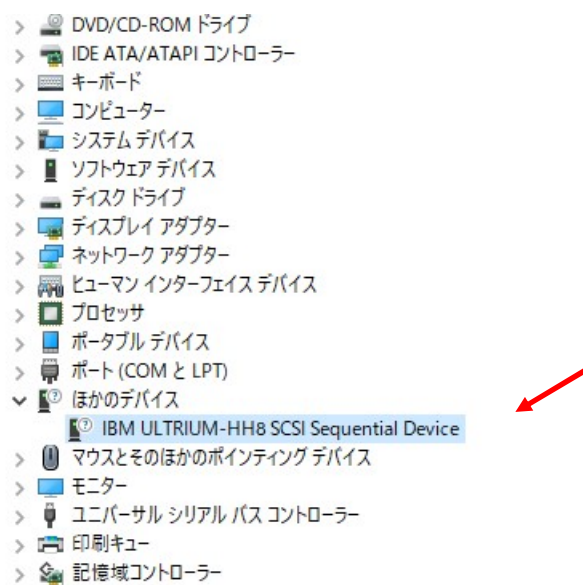 DVD/CD-ROM ドライブ
IDE ATA/ATAPI コントローラー
キーボード
コンピューター
システム デバイス
ソフトウェア デバイス
ディスク ドライブ
ディスプレイ アダプター
ネットワーク アダプター
ヒューマン インターフェイス デバイス
プロセッサ
ポータブル デバイス
ポート (COM と LPT)
ほかのデバイス
IBM ULTRIUM-HH8 SCSI Sequential Device
マウスとそのほかのポインティング デバイス
モニター
ユニバーサル シリアル バス コントローラー
印刷キュー
記憶域コントローラー